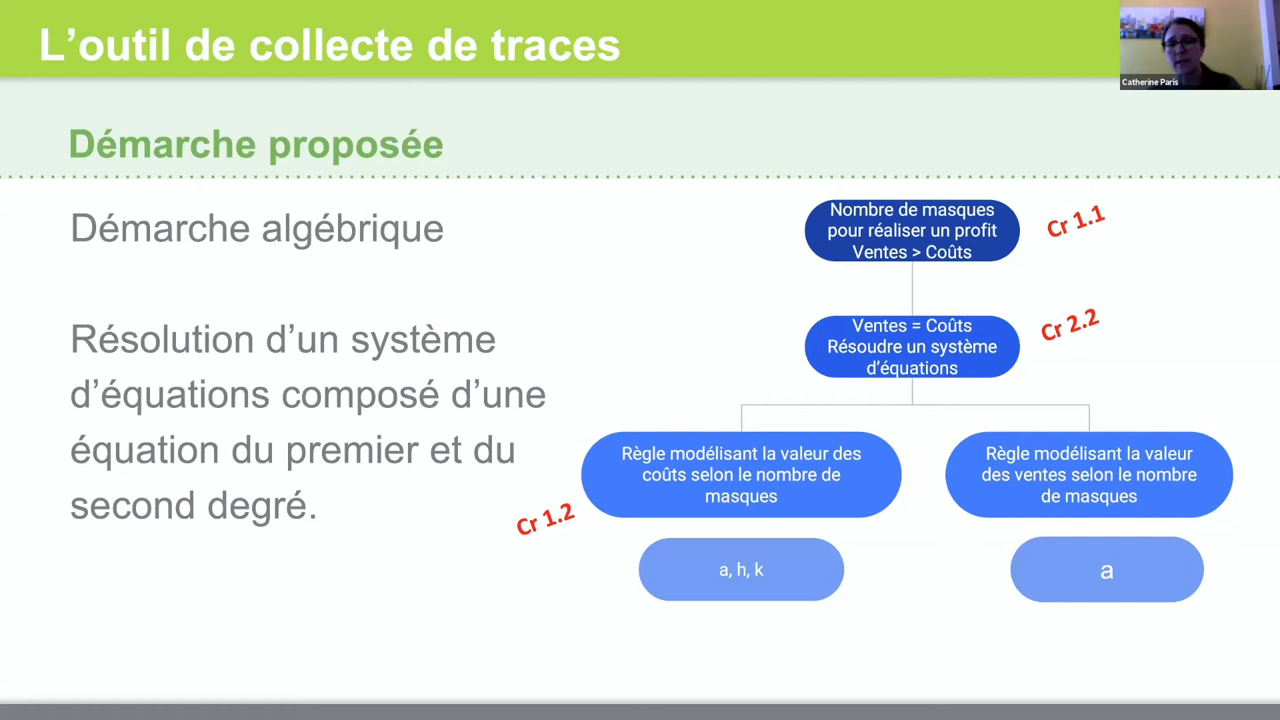 L’outil de collecte de traces
Catherine Paris
Démarche proposée
Démarche algébrique
Résolution d’un système
d’équations composé d’une
équation du premier et du
second degré.
Nombre de masques
pour réaliser un profit
Ventes > Coûts
Cr 1.1
Ventes = Coûts
Résoudre un système
d’équations
Cr 2.2
Règle modélisant la valeur des
coûts selon le nombre de
masques
Règle modélisant la valeur
des ventes selon le nombre
de masques
Cr 1.2
a, h, k
a